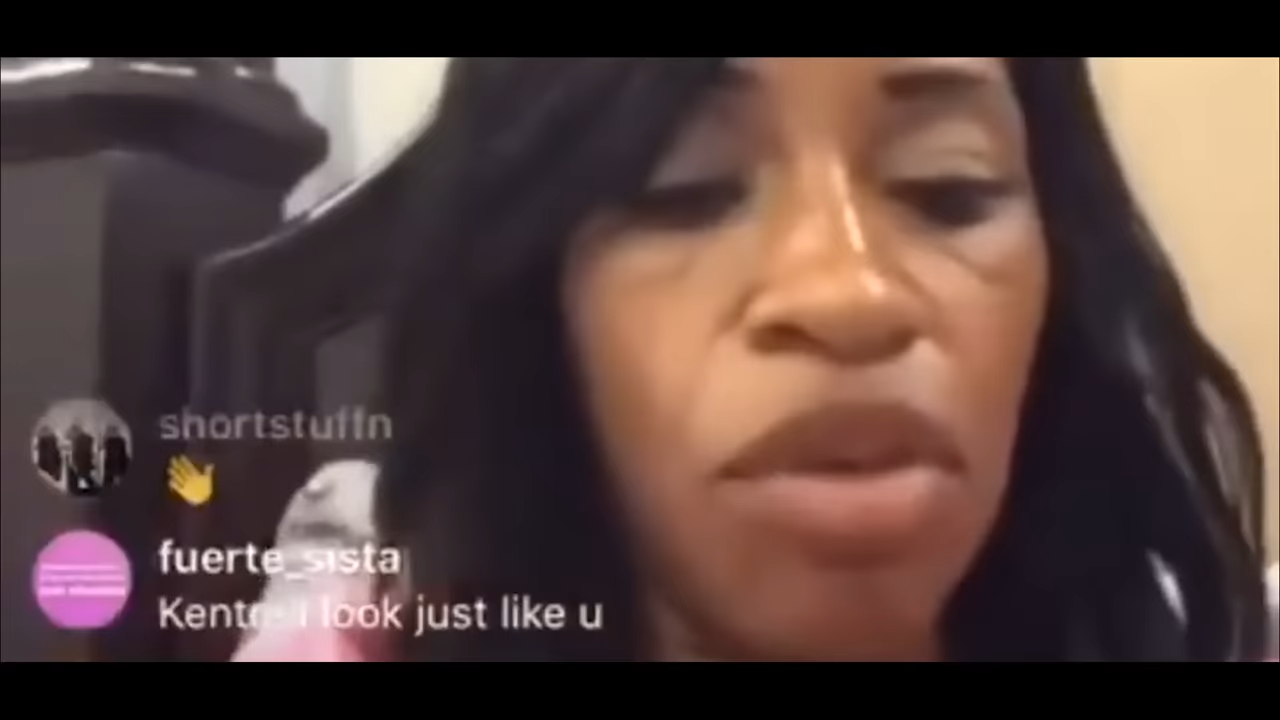 shortstuffn
👋
fuerte_sista
look just like u